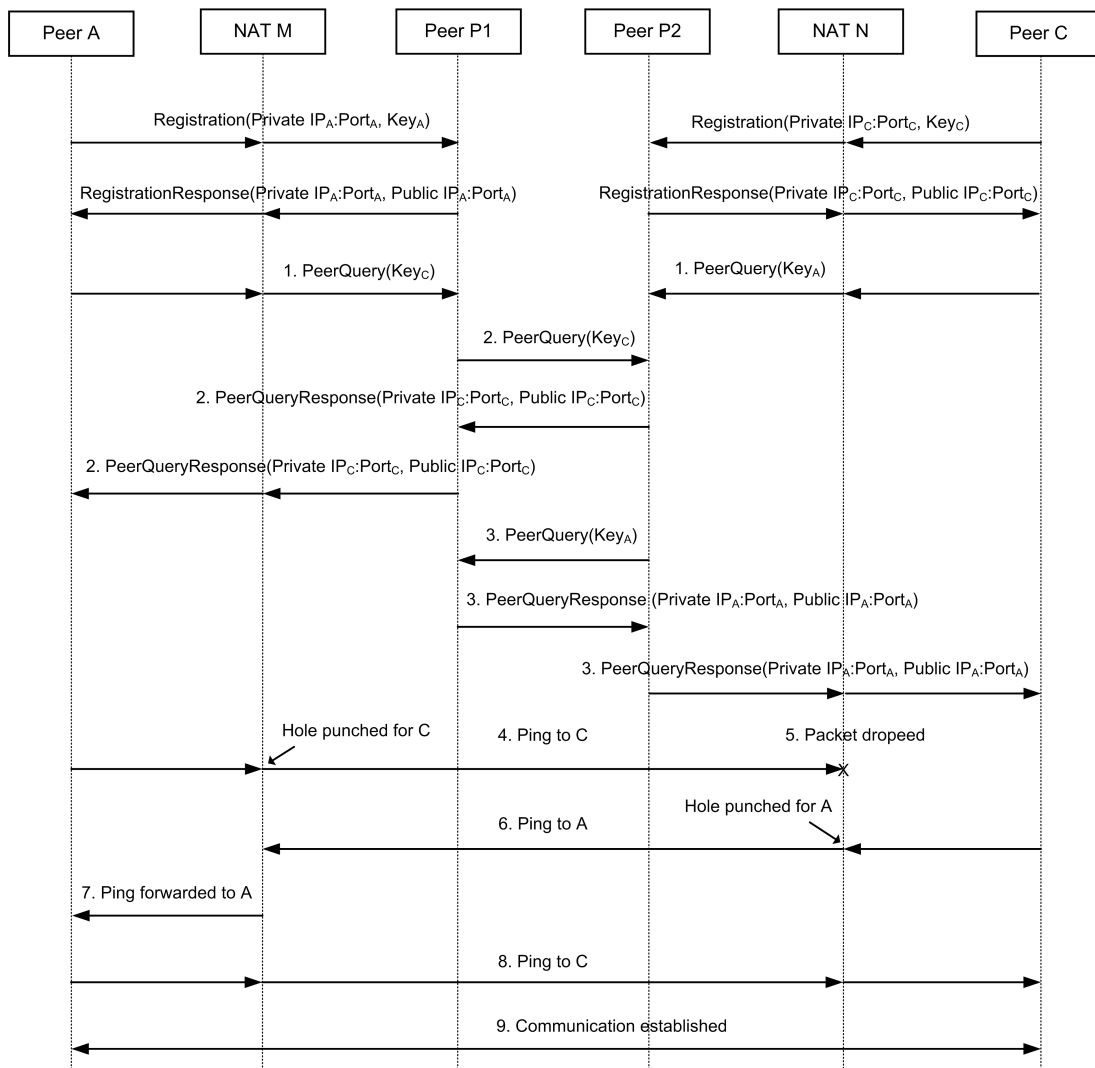 Peer A
NAT M
Peer P1
Peer P2
NAT N
Peer C
Registration(Private IPA:PortA, KeyA)
Registration(Private IPC:PortC, KeyC)
RegistrationResponse(Private IPA:PortA, Public IPA:PortA)
RegistrationResponse(Private IPC:PortC, Public IPC:PortC)
1. PeerQuery(KeyC)
1. PeerQuery(KeyA)
2. PeerQuery(KeyC)
2. PeerQueryResponse(Private IPC:PortC, Public IPC:PortC)
2. PeerQueryResponse(Private IPC:PortC, Public IPC:PortC)
3. PeerQuery(KeyA)
3. PeerQueryResponse (Private IPA:PortA, Public IPA:PortA)
3. PeerQueryResponse(Private IPA:PortA, Public IPA:PortA)
Hole punched for C
4. Ping to C
5. Packet dropeed
X
Hole punched for A
6. Ping to A
7. Ping forwarded to A
8. Ping to C
9. Communication established